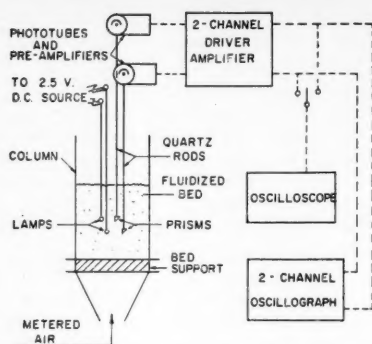 PHOTOTUBES
AND
PRE-AMPLIFIERS
2-CHANNEL
DRIVER
AMPLIFIER
TO 2.5 V.
D.C. SOURCE
COLUMN
QUARTZ
RODS
FLUIDIZED
BED
LAMPS
PRISMS
BED
SUPPORT
METERED
AIR
OSCILLOSCOPE
2 - CHANNEL
OSCILLOGRAPH